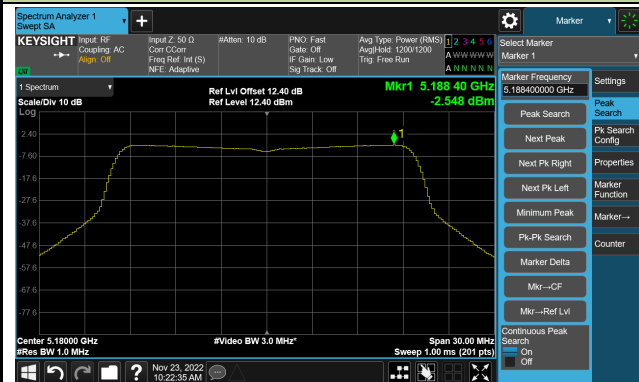 Spectrum Analyzer 1
Swept SA
KEYSIGHT
Input: RF
Coupling: AC
Align: Off
Input Z: 50 Ω
Corr CCorr
Freq Ref: Int (S)
NFE: Adaptive
#Atten: 10 dB
PNO: Fast
Gate: Off
IF Gain: Low
Sig Track: Off
Avg Type: Power (RMS)
Avg|Hold: 1200/1200
Trig: Free Run
1 2 3 4 5 6
A W W W W W
A N N N N N
1 Spectrum
Scale/Div 10 dB
Log
Ref Lvl Offset 12.40 dB
Ref Level 12.40 dBm
Mkr1 5.188 40 GHz
-2.548 dBm
1
2.40
-7.60
-17.6
-27.6
-37.6
-47.6
-57.6
-67.6
-77.6
Center 5.18000 GHz
#Res BW 1.0 MHz
#Video BW 3.0 MHz*
Span 30.00 MHz
Sweep 1.00 ms (201 pts)
Nov 23, 2022
10:22:35 AM
Marker
Select Marker
Marker 1
Marker Frequency
5.188400000 GHz
Peak Search
Next Peak
Next Pk Right
Next Pk Left
Minimum Peak
Pk-Pk Search
Marker Delta
Mkr→CF
Mkr→Ref Lvl
Continuous Peak
Search
On
Off
Settings
Peak
Search
Pk Search
Config
Properties
Marker
Function
Marker→
Counter